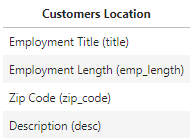 Customers Location
Employment Title (title)
Employment Length (emp_length)
Zip Code (zip_code)
Description (desc)